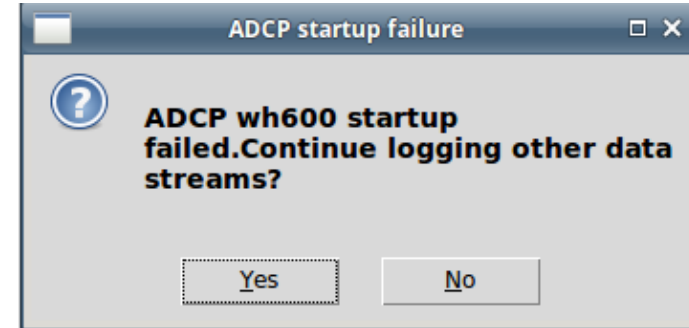 ADCP startup failure
ADCP wh600 startup
failed.Continue logging other data
streams?
Yes
No